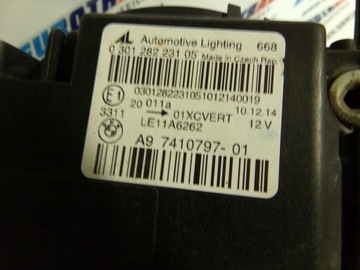 AL Automotive Lighting 668
0 301 282 231 05 Made in Czech Rep.
0301282231051012140019
E1 20 011a 10.12.14
3311 → 01XCVERT 12 V
LE11A6262
A9 7410797-01